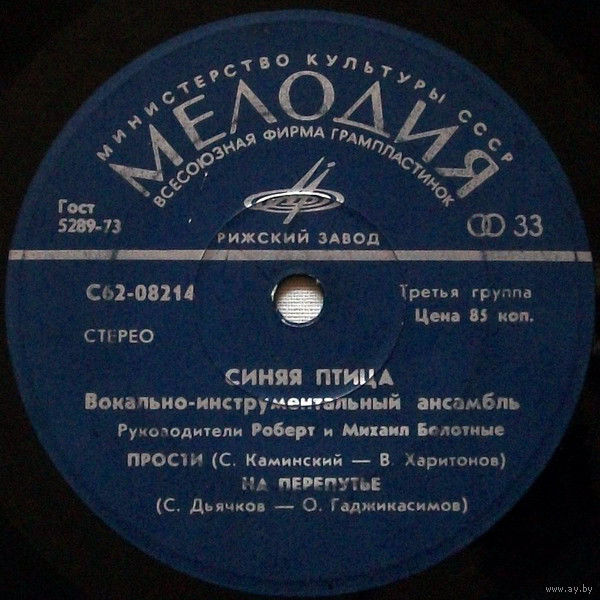 МИНИСТЕРСТВО КУЛЬТУРЫ СССР
МЕЛОДИЯ
ВСЕСОЮЗНАЯ ФИРМА ГРАМПЛАСТИНОК
Гост
5289-73
33
РИЖСКИЙ ЗАВОД
С62-08214
Третья группа
Цена 85 коп.
СТЕРЕО
СИНЯЯ ПТИЦА
Вокально-инструментальный ансамбль
Руководители Роберт и Михаил Болотные
ПРОСТИ (С. Каминский — В. Харитонов)
НА ПЕРЕПУТЬЕ
(С. Дьячков — О. Гаджикасимов)
www.ay.by